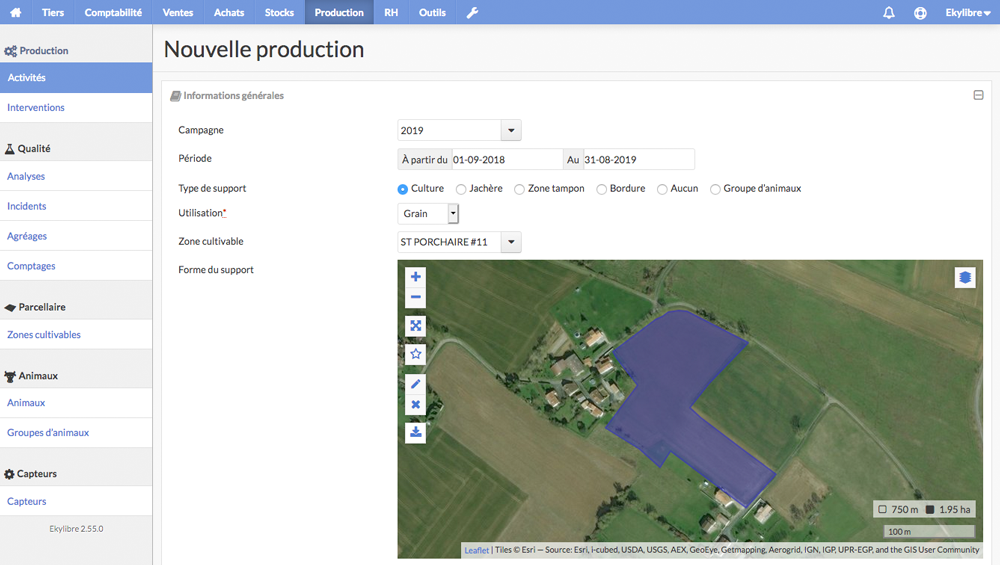 Tiers Comptabilité Ventes Achats Stocks Production RH Outils Ekylibre
Production
Activités
Interventions
Qualité
Analyses
Incidents
Agréages
Comptages
Parcellaire
Zones cultivables
Animaux
Animaux
Groupes d'animaux
Capteurs
Capteurs
Ekylibre 2.55.0
Nouvelle production
Informations générales
Campagne 2019
Période À partir du 01-09-2018 Au 31-08-2019
Type de support Culture Jachère Zone tampon Bordure Aucun Groupe d'animaux
Utilisation* Grain
Zone cultivable ST PORCHAIRE #11
Forme du support
750 m 1.95 ha
100 m
Leaflet | Tiles © Esri — Source: Esri, i-cubed, USDA, USGS, AEX, GeoEye, Getmapping, Aerogrid, IGN, IGP, UPR-EGP, and the GIS User Community